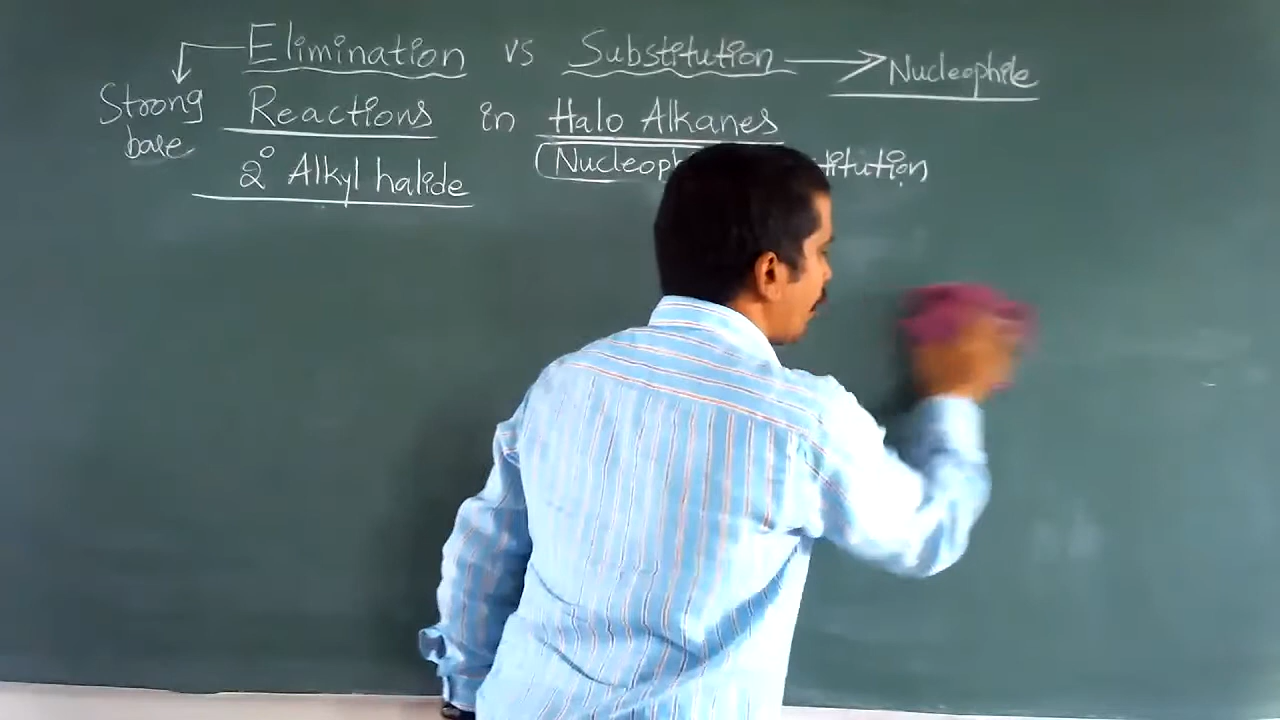 Elimination vs Substitution → Nucleophile
Strong Reactions in Halo Alkanes
base
2° Alkyl halide